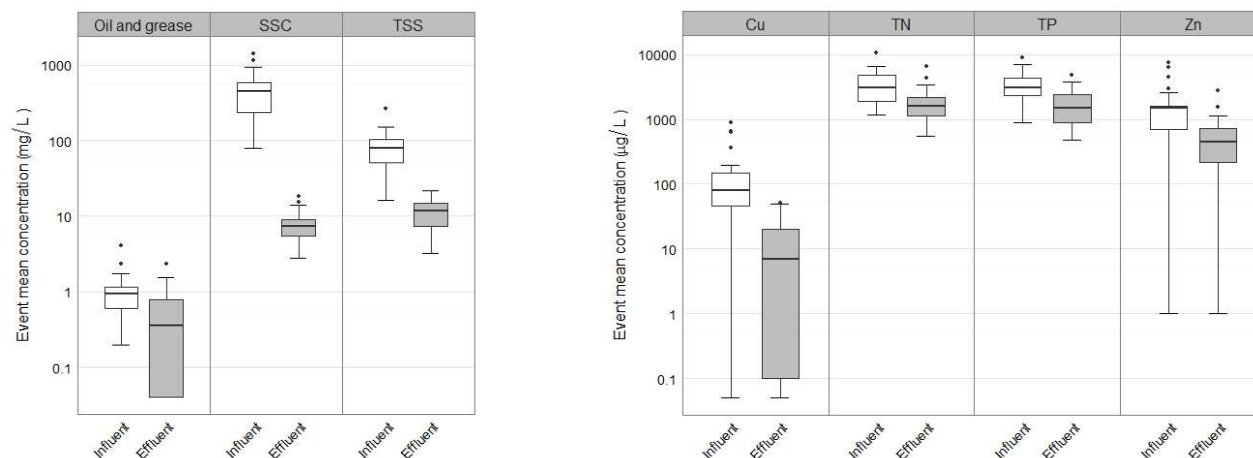 Oil and grease
SSC
TSS
Event mean concentration (mg/L)
1000
100
10
1
0.1
Influent
Effluent
Influent
Effluent
Influent
Effluent
Cu
TN
TP
Zn
Event mean concentration (µg/L)
10000
1000
100
10
1
0.1
Influent
Effluent
Influent
Effluent
Influent
Effluent
Influent
Effluent